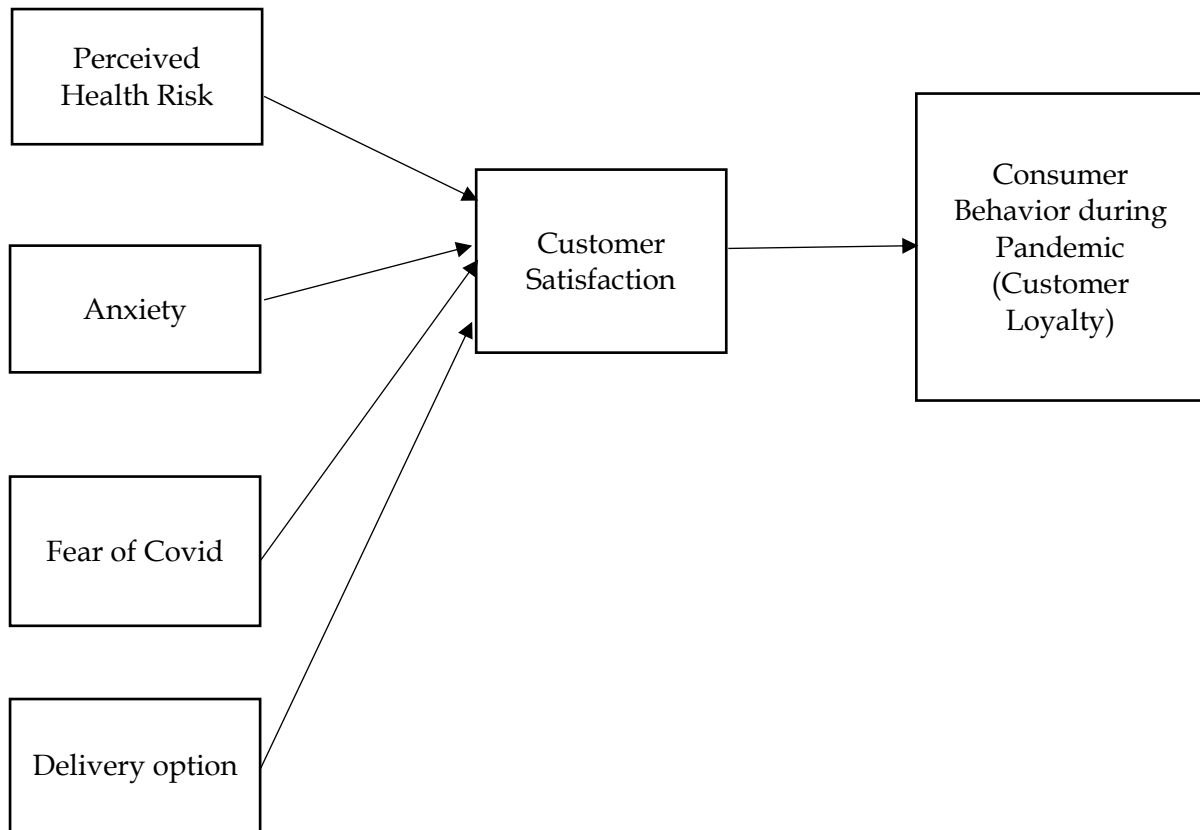 Perceived
Health Risk
Anxiety
Fear of Covid
Delivery option
Customer
Satisfaction
Consumer
Behavior during
Pandemic
(Customer
Loyalty)